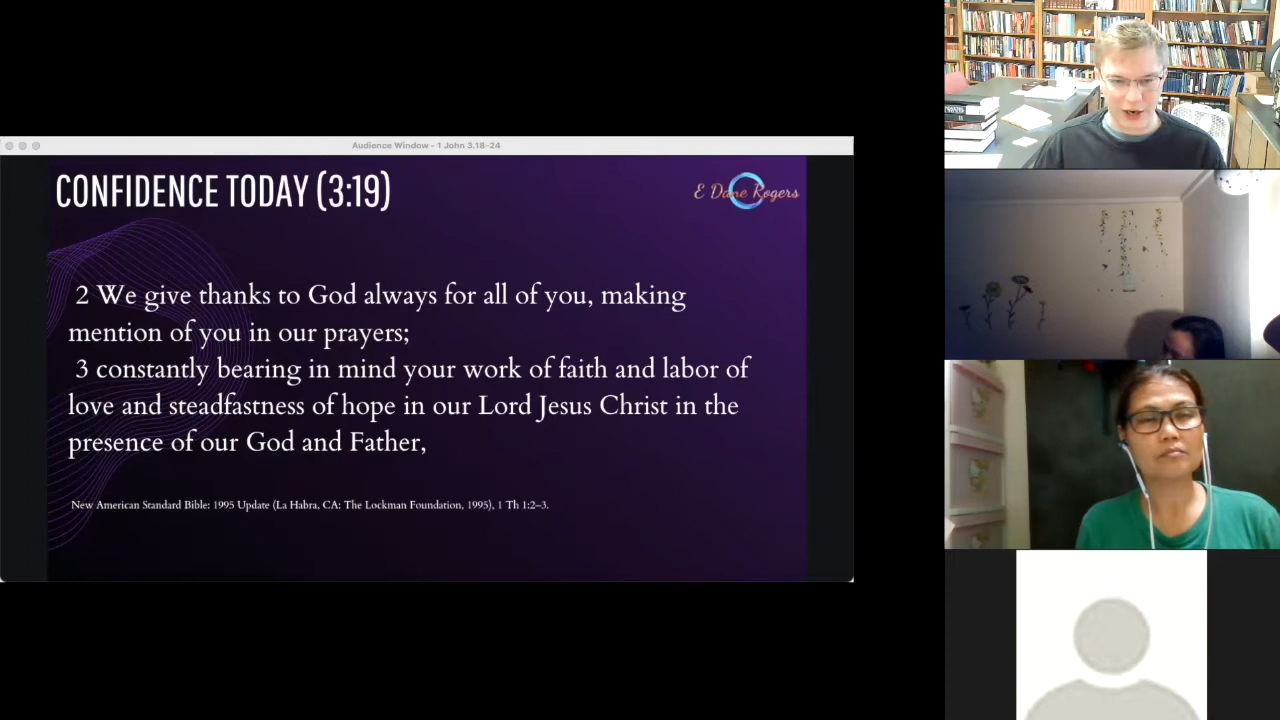 Audience Window - 1 John 3.18-24
CONFIDENCE TODAY (3:19)
E Dane Rogers
2 We give thanks to God always for all of you, making
mention of you in our prayers;
3 constantly bearing in mind your work of faith and labor of
love and steadfastness of hope in our Lord Jesus Christ in the
presence of our God and Father,
New American Standard Bible: 1995 Update (La Habra, CA: The Lockman Foundation, 1995), 1 Th 1:2–3.